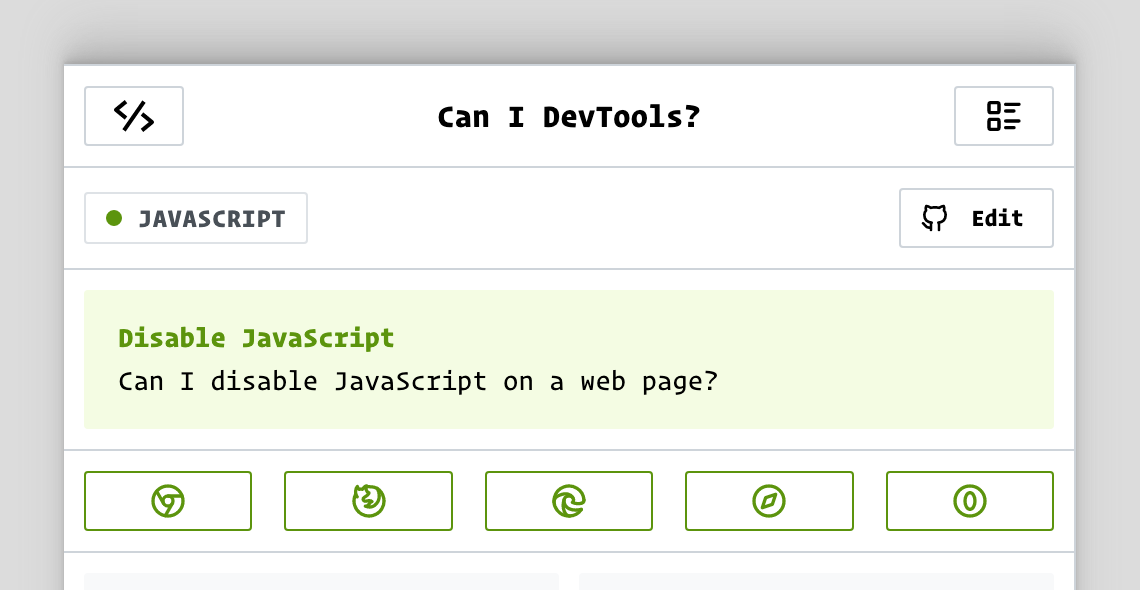 Can I DevTools?
JAVASCRIPT
Edit
Disable JavaScript
Can I disable JavaScript on a web page?